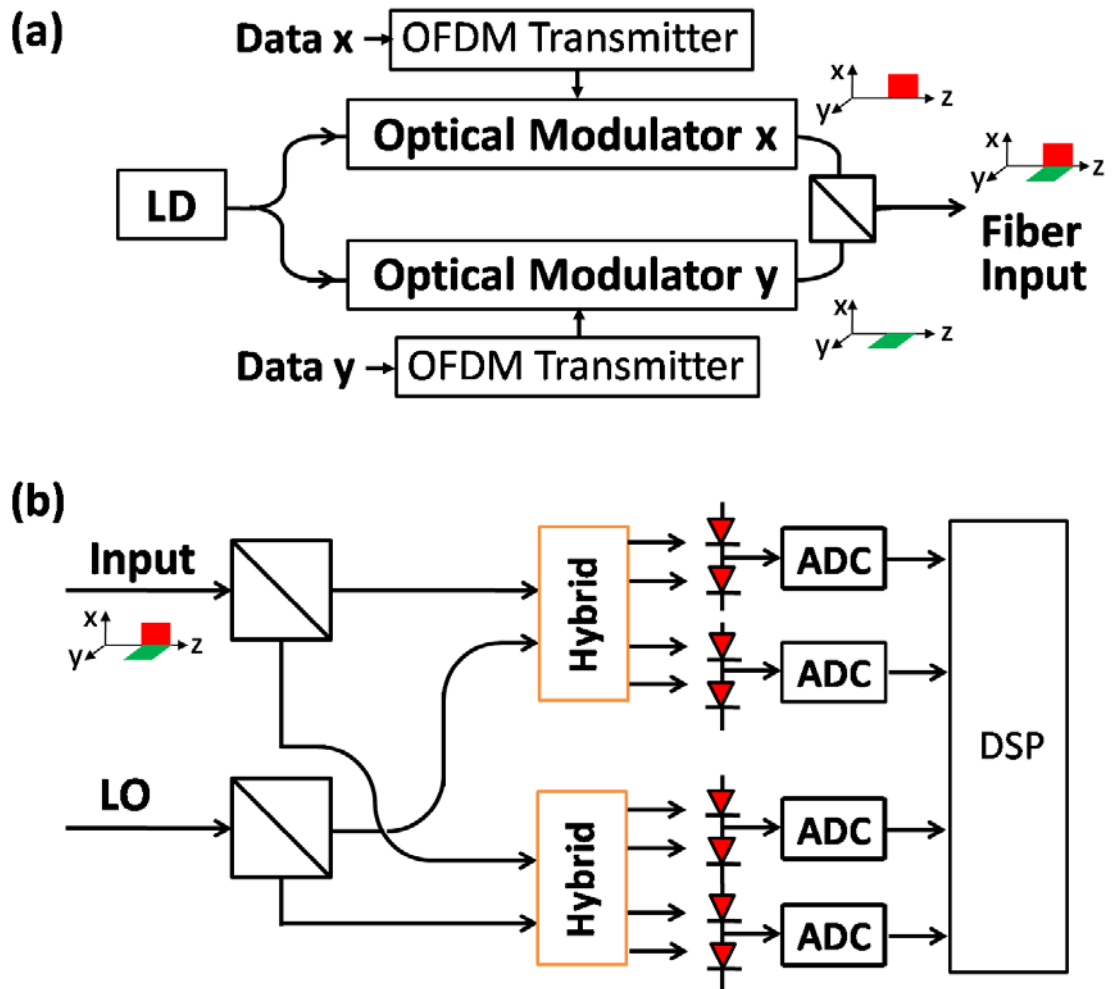 (a)
Data x
OFDM Transmitter
Optical Modulator x
x
y
z
LD
x
y
z
Fiber
Input
Optical Modulator y
x
y
z
Data y
OFDM Transmitter
(b)
Input
x
y
z
Hybrid
ADC
ADC
DSP
LO
Hybrid
ADC
ADC